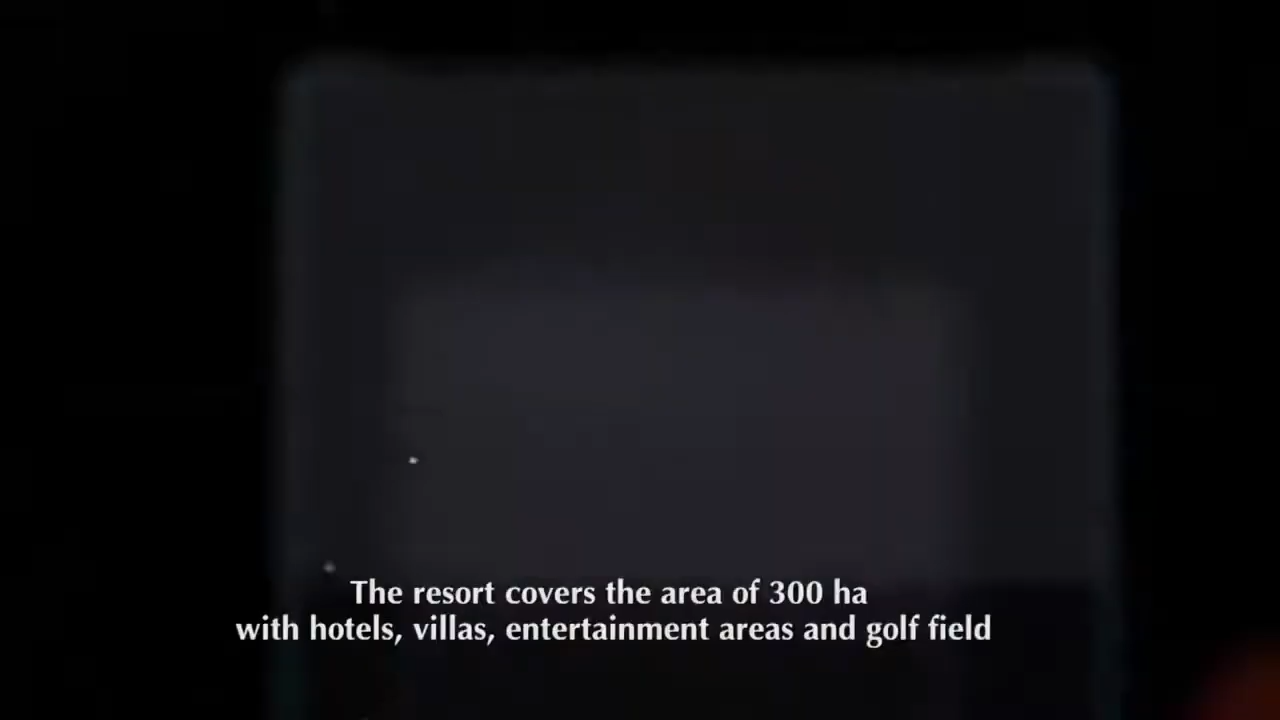 The resort covers the area of 300 ha
with hotels, villas, entertainment areas and golf field